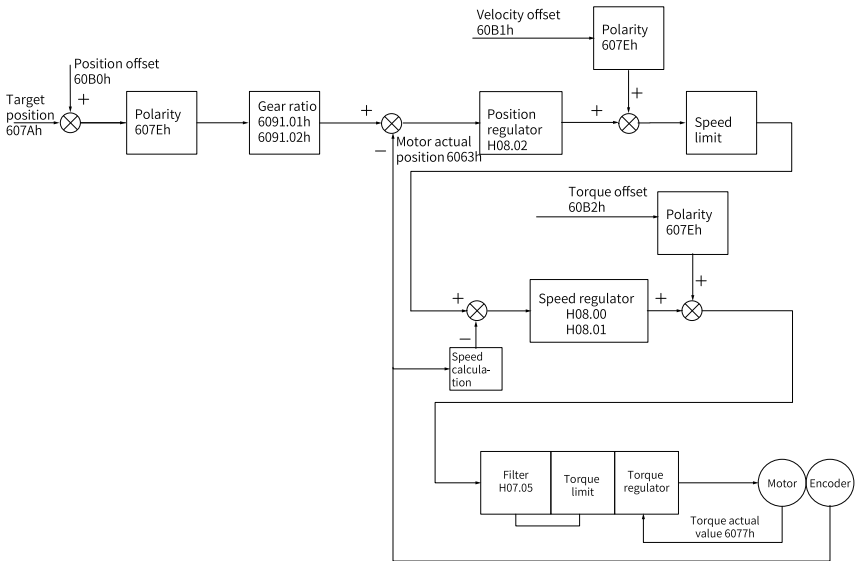 Velocity offset
60B1h
Polarity
607Eh
Position offset
60B0h
+
+
+
+
Target
position
607Ah
Polarity
607Eh
Gear ratio
6091.01h
6091.02h
Position
regulator
H08.02
Speed
limit
−
Motor actual
position 6063h
Torque offset
60B2h
Polarity
607Eh
+
+
+
Speed regulator
H08.00
H08.01
−
Speed
calcula-
tion
Filter
H07.05
Torque
limit
Torque
regulator
Motor
Encoder
Torque actual
value 6077h